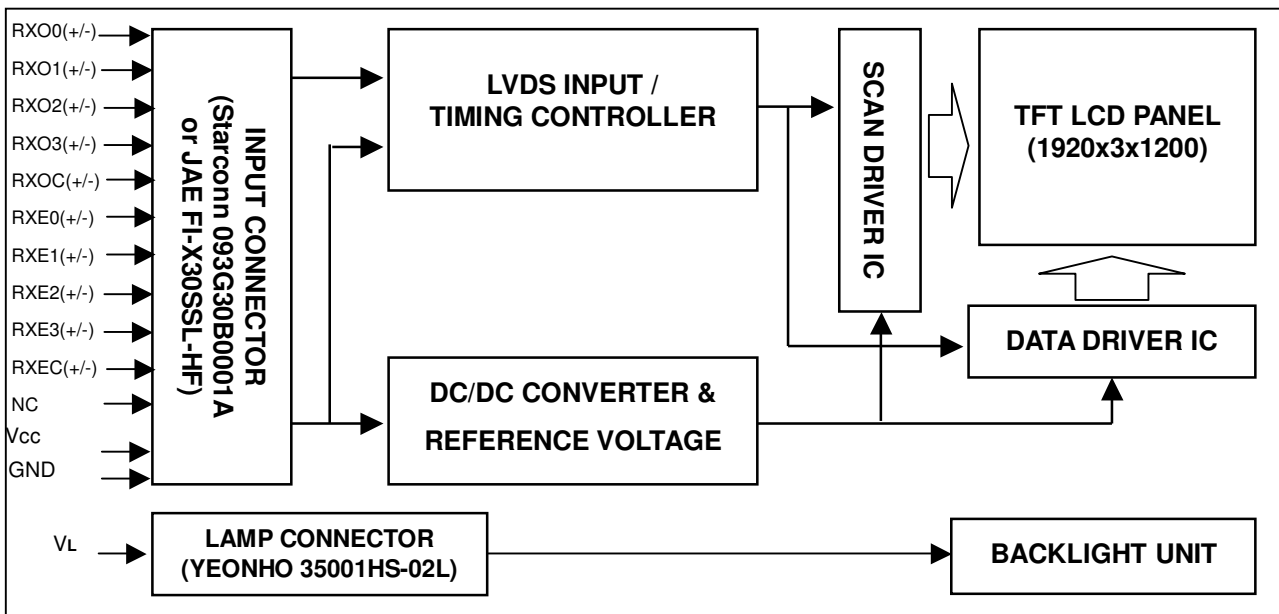 RXO0(+/-)
RXO1(+/-)
RXO2(+/-)
RXO3(+/-)
RXOC(+/-)
RXE0(+/-)
RXE1(+/-)
RXE2(+/-)
RXE3(+/-)
RXEC(+/-)
NC
Vcc
GND
VL
INPUT CONNECTOR
(Starconn 093G30B0001A
or JAE FI-X30SSL-HF)
LVDS INPUT /
TIMING CONTROLLER
SCAN DRIVER IC
TFT LCD PANEL
(1920x3x1200)
DATA DRIVER IC
DC/DC CONVERTER &
REFERENCE VOLTAGE
LAMP CONNECTOR
(YEONHO 35001HS-02L)
BACKLIGHT UNIT